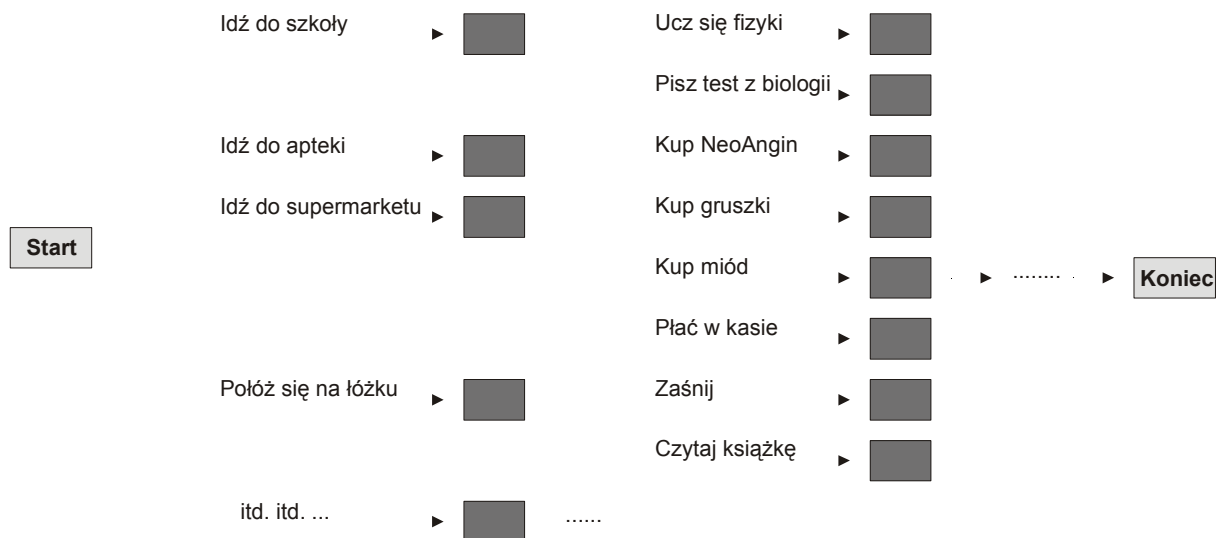 Idź do szkoły
Ucz się fizyki
Pisz test z biologii
Idź do apteki
Kup NeoAngin
Idź do supermarketu
Kup gruszki
Start
Kup miód
........
Koniec
Płać w kasie
Połóż się na łóżku
Zaśnij
Czytaj książkę
itd. itd. ...
......